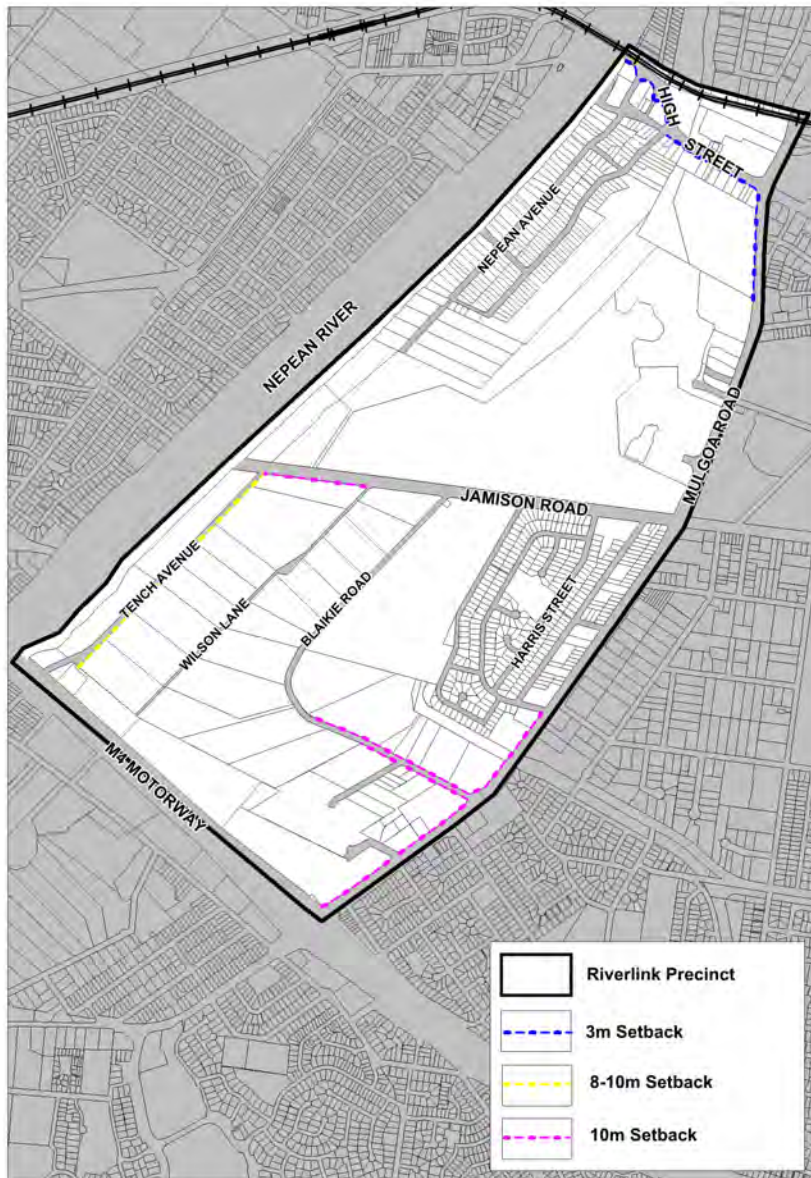 HIGH
STREET
NEPEAN AVENUE
NEPEAN RIVER
MULGOA ROAD
JAMISON ROAD
TENCH AVENUE
WILSON LANE
BLAIKIE ROAD
HARRIS STREET
M4 MOTORWAY
Riverlink Precinct
3m Setback
8-10m Setback
10m Setback